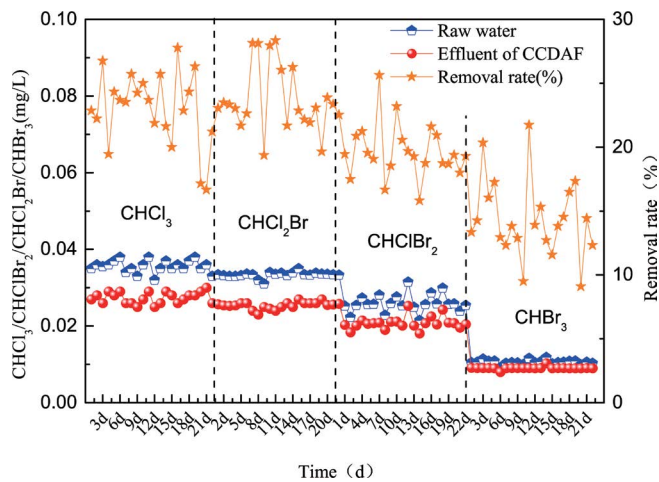 CHCl3/CHClBr2/CHCl2Br/CHBr3(mg/L)
0.10
0.08
0.06
0.04
0.02
0.00
30
20
10
0
Removal rate (%)
Raw water
Effluent of CCDAF
Removal rate(%)
CHCl3
CHCl2Br
CHClBr2
CHBr3
3d 6d 9d 12d 15d 18d 21d 2d 5d 8d 11d 14d 17d 20d 1d 4d 7d 10d 13d 16d 19d 22d 3d 6d 9d 12d 15d 18d 21d
Time（d）